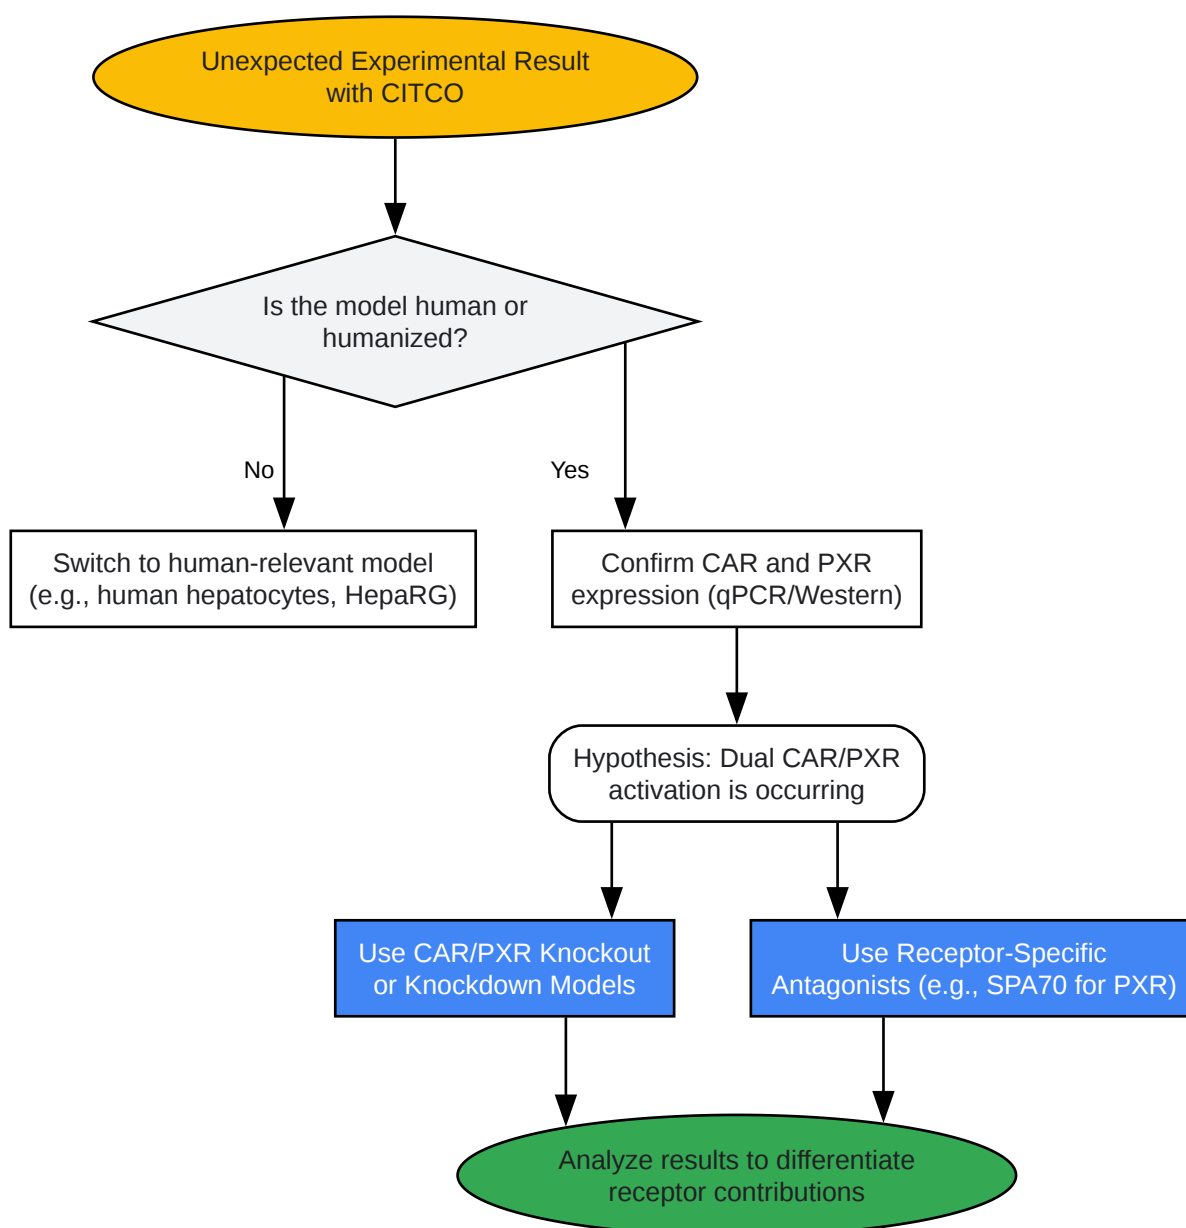 Unexpected Experimental Result
with CITCO
Is the model human or
humanized?
No
Yes
Switch to human-relevant model
(e.g., human hepatocytes, HepaRG)
Confirm CAR and PXR
expression (qPCR/Western)
Hypothesis: Dual CAR/PXR
activation is occurring
Use CAR/PXR Knockout
or Knockdown Models
Use Receptor-Specific
Antagonists (e.g., SPA70 for PXR)
Analyze results to differentiate
receptor contributions